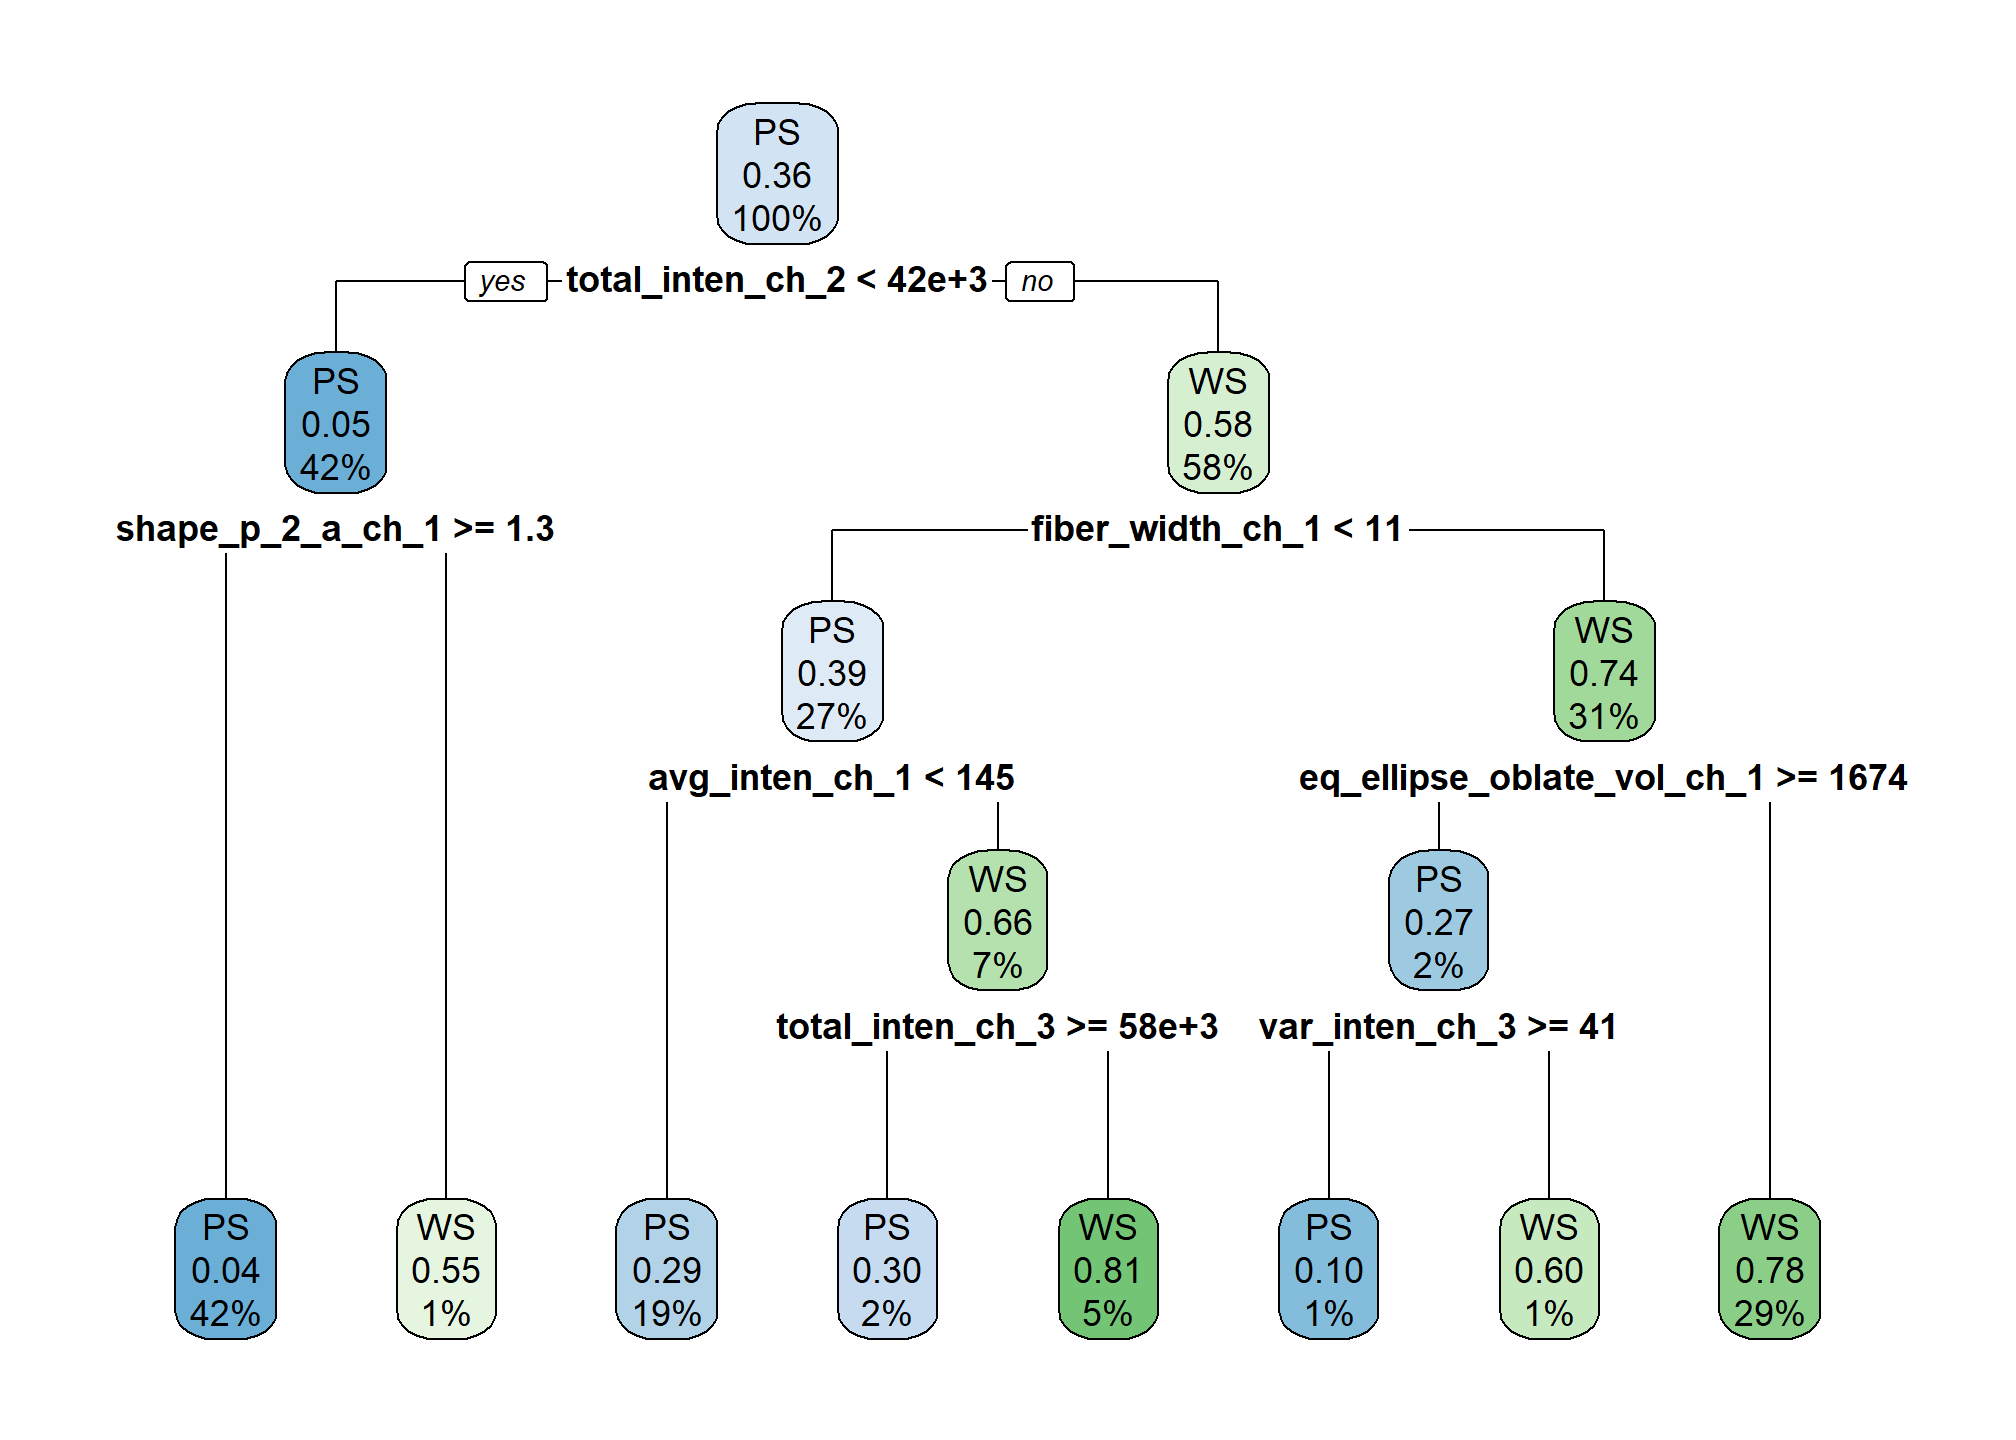 PS
0.36
100%
yes
total_inten_ch_2 < 42e+3
no
PS
0.05
42%
WS
0.58
58%
shape_p_2_a_ch_1 >= 1.3
fiber_width_ch_1 < 11
PS
0.39
27%
WS
0.74
31%
avg_inten_ch_1 < 145
eq_ellipse_oblate_vol_ch_1 >= 1674
WS
0.66
7%
PS
0.27
2%
total_inten_ch_3 >= 58e+3
var_inten_ch_3 >= 41
PS
0.04
42%
WS
0.55
1%
PS
0.29
19%
PS
0.30
2%
WS
0.81
5%
PS
0.10
1%
WS
0.60
1%
WS
0.78
29%